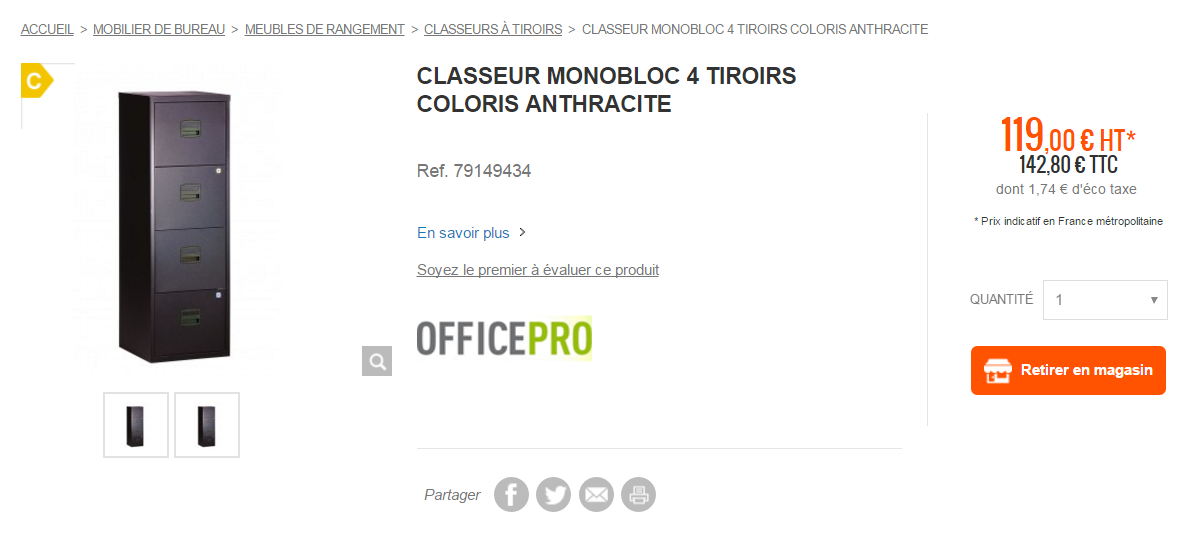 ACCUEIL > MOBILIER DE BUREAU > MEUBLES DE RANGEMENT > CLASSEURS À TIROIRS > CLASSEUR MONOBLOC 4 TIROIRS COLORIS ANTHRACITE
C
CLASSEUR MONOBLOC 4 TIROIRS
COLORIS ANTHRACITE
Ref. 79149434
En savoir plus >
Soyez le premier à évaluer ce produit
OFFICEPRO
Partager
119,00 € HT*
142,80 € TTC
dont 1,74 € d'éco taxe
* Prix indicatif en France métropolitaine
QUANTITÉ 1
Retirer en magasin